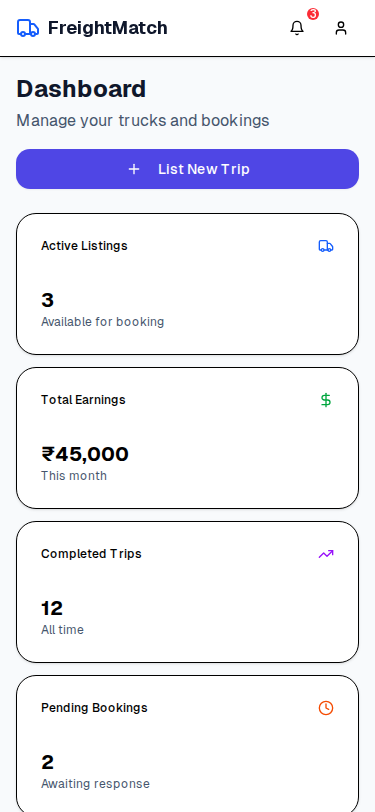 FreightMatch
3
Dashboard
Manage your trucks and bookings
List New Trip
Active Listings
3
Available for booking
Total Earnings
₹45,000
This month
Completed Trips
12
All time
Pending Bookings
2
Awaiting response